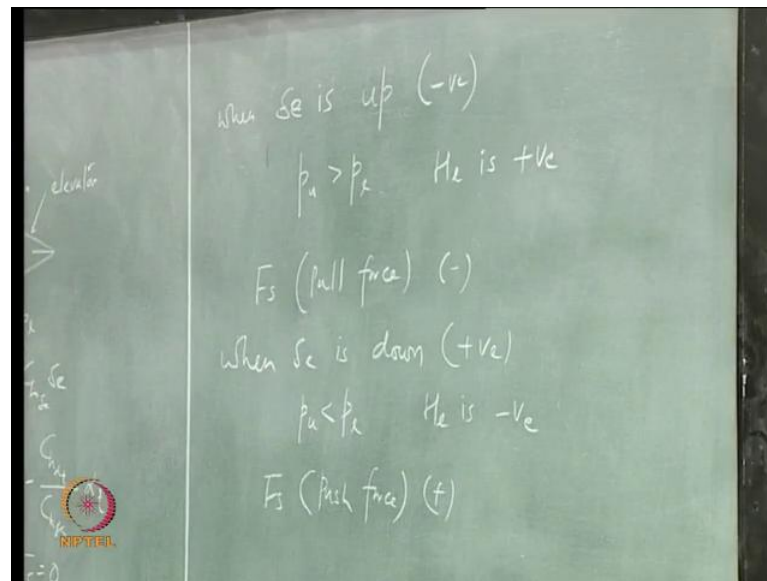 when δe is up (-ve)
pu > pl He is +ve
Fs (Pull force) (-)
when δe is down (+ve)
pu < pl He is -ve
Fs (Push force) (+)
elevator
δe
NPTEL
=0